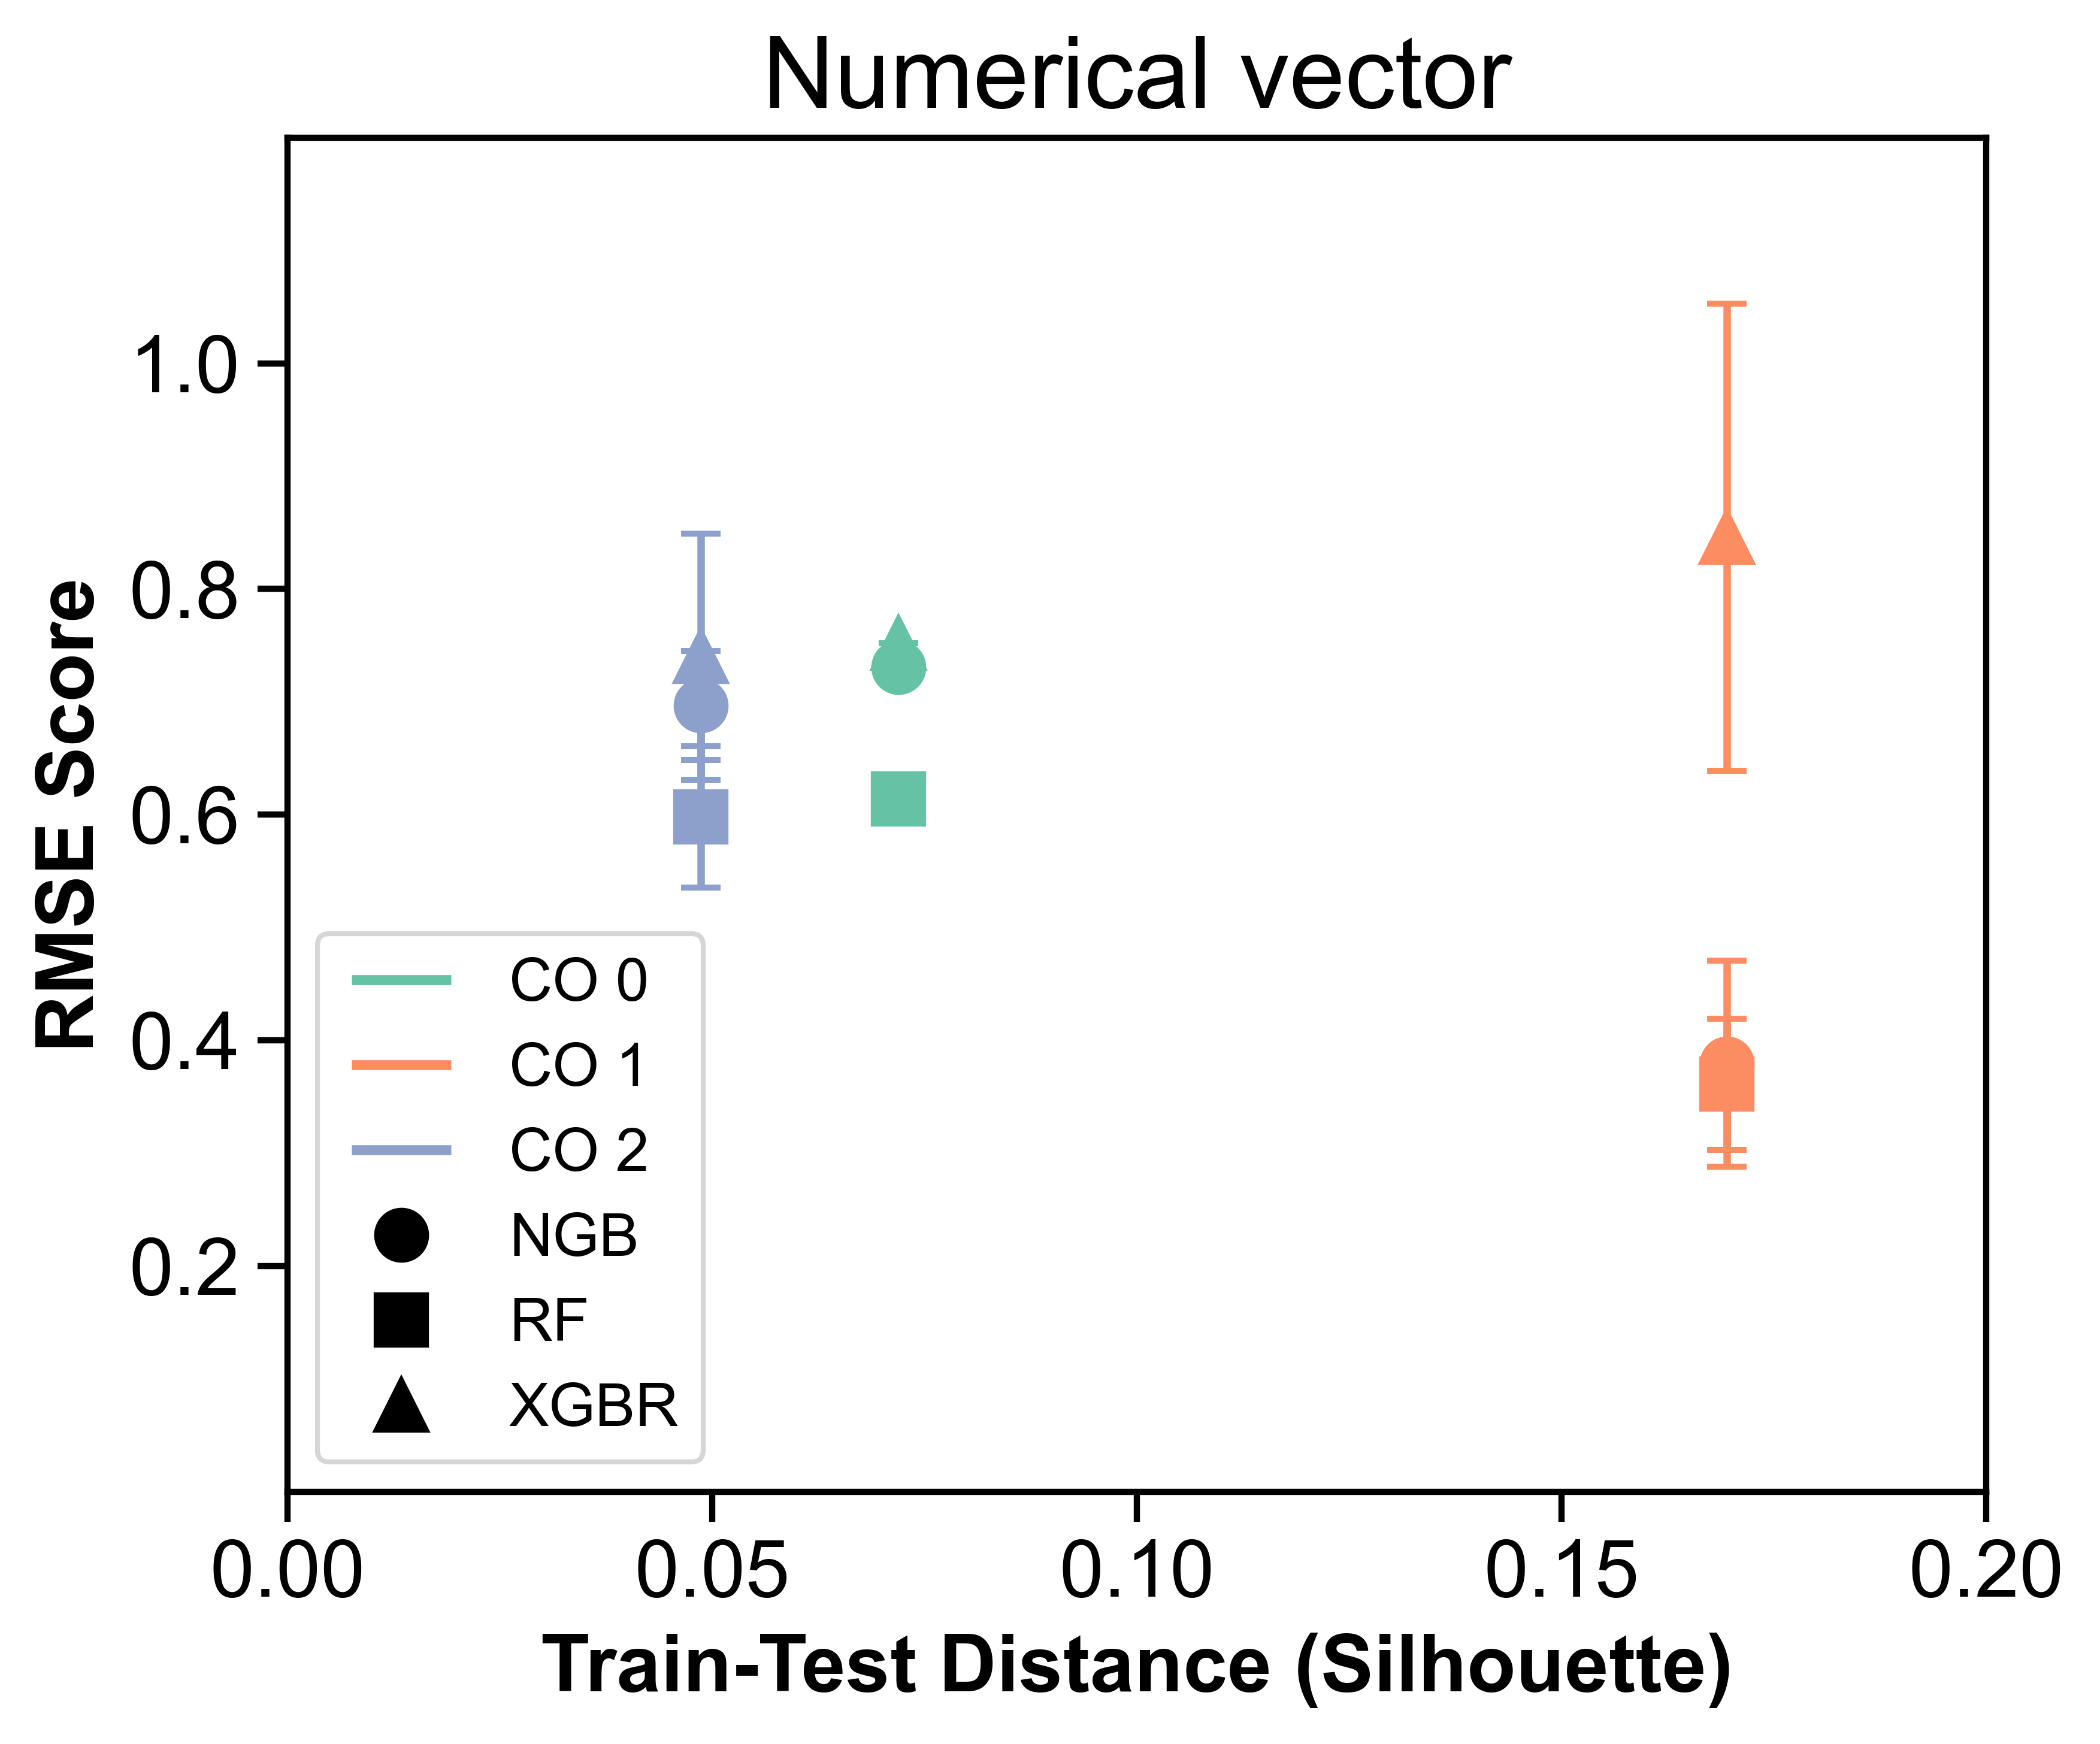 Numerical vector
RMSE Score
1.0
0.8
0.6
0.4
0.2
CO 0
CO 1
CO 2
NGB
RF
XGBR
0.00 0.05 0.10 0.15 0.20
Train-Test Distance (Silhouette)